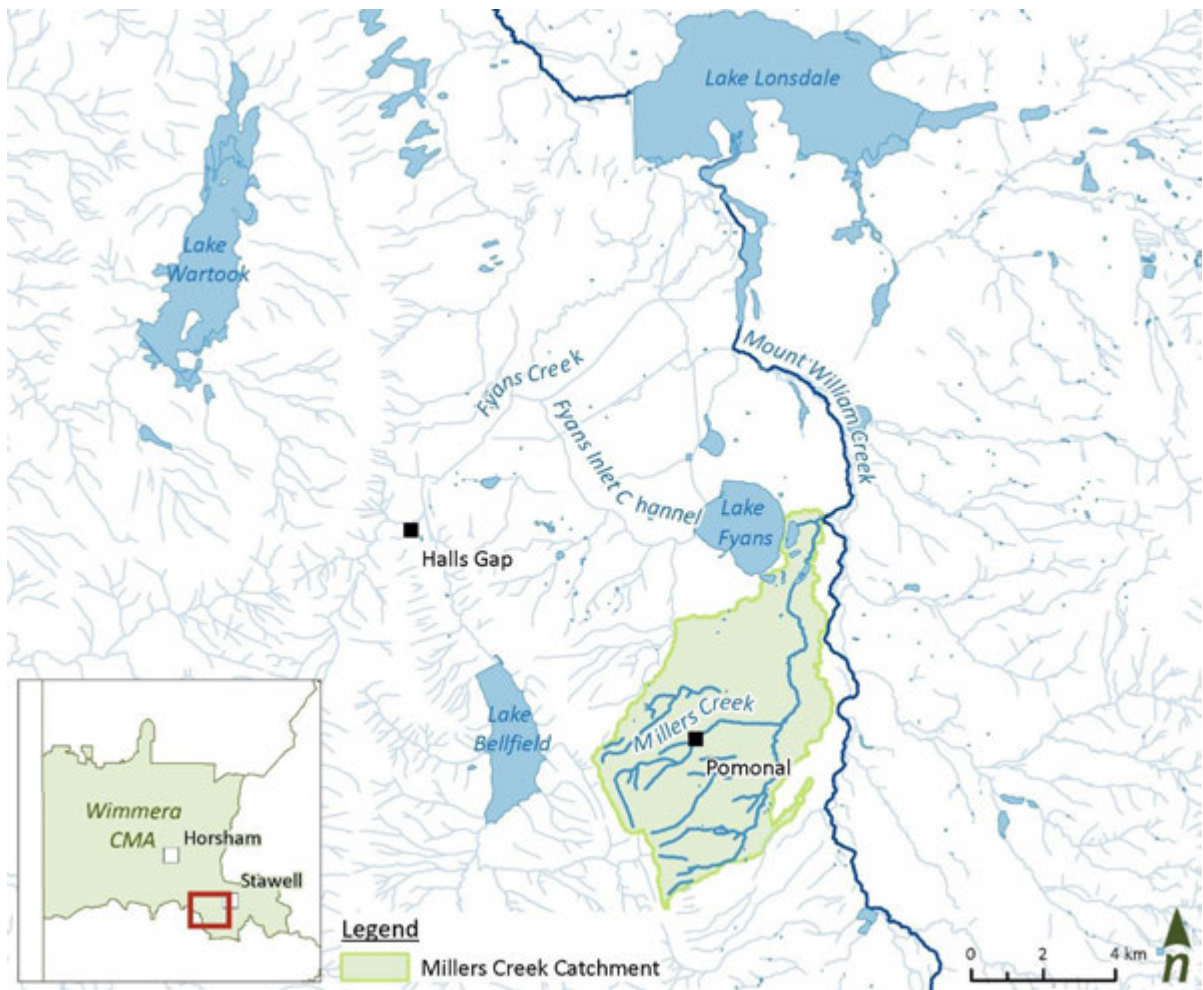 Lake Lonsdale
Lake
Wartook
Mount William Creek
Fyans Creek
Fyans Inlet Channel
Lake
Fyans
Halls Gap
Millers Creek
Lake
Bellfield
Pomonal
Wimmera
CMA
Horsham
Stawell
Legend
Millers Creek Catchment
0 2 4 km
n